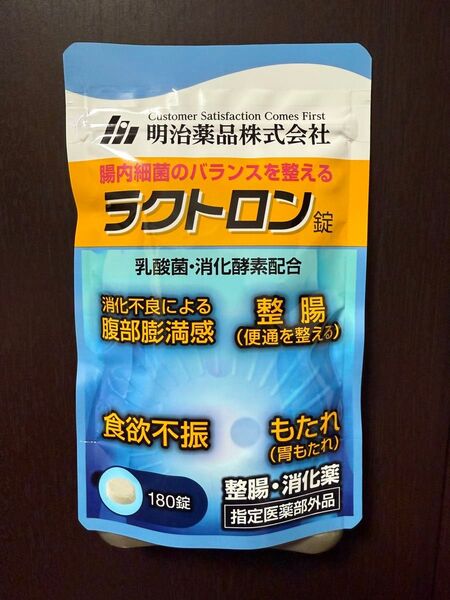 Customer Satisfaction Comes First
明治薬品株式会社
腸内細菌のバランスを整える
ラクトロン錠
乳酸菌・消化酵素配合
消化不良による
腹部膨満感
整腸
(便通を整える)
食欲不振
もたれ
(胃もたれ)
180錠
整腸・消化薬
指定医薬部外品